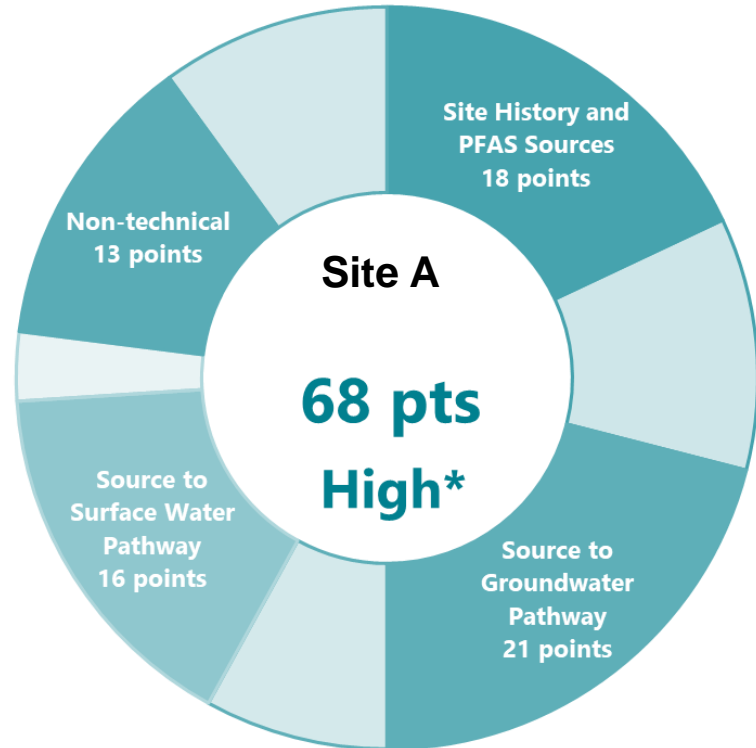 Site History and
PFAS Sources
18 points
Non-technical
13 points
Site A
68 pts
High*
Source to
Surface Water
Pathway
16 points
Source to
Groundwater
Pathway
21 points